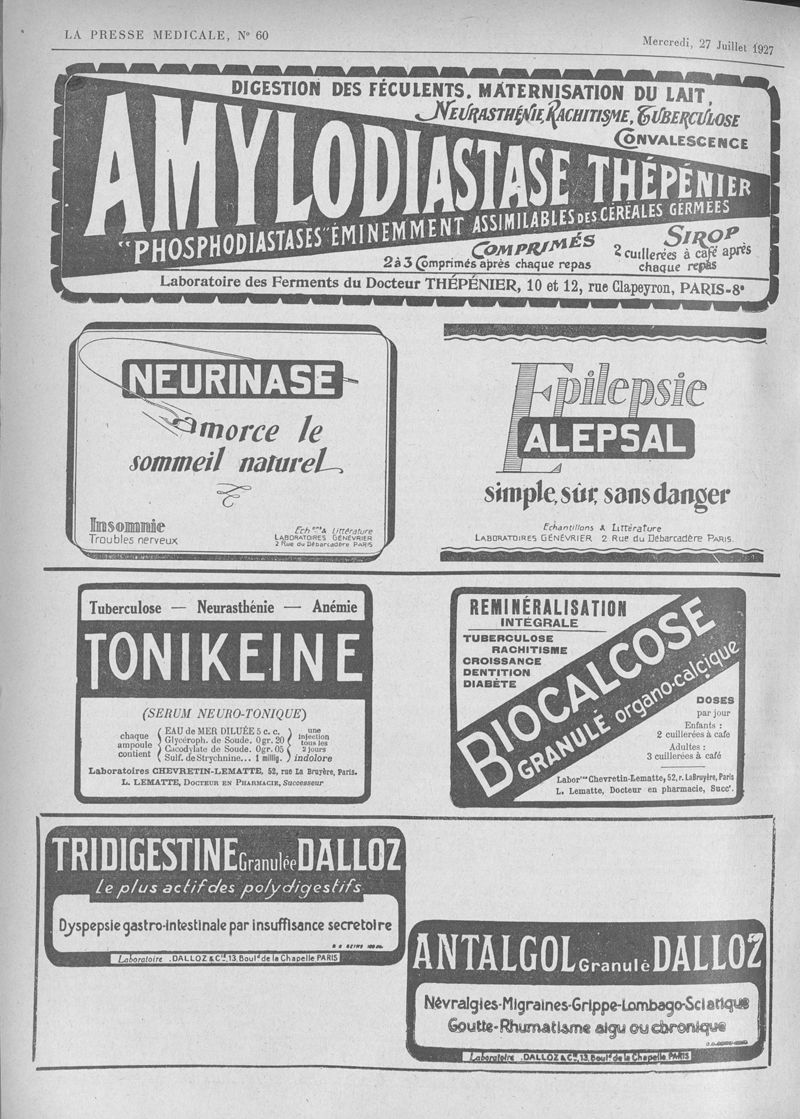 LA PRESSE MEDICALE, N° 60
Mercredi, 27 Juillet 1927
DIGESTION DES FÉCULENTS, MATERNISATION DU LAIT,
NEURASTHÉNIE, RACHITISME, TUBERCULOSE
CONVALESCENCE
AMYLODIASTASE THÉPÉNIER
"PHOSPHODIASTASES" ÉMINEMMENT ASSIMILABLES DES CÉRÉALES GERMÉES
COMPRIMÉS
2 à 3 Comprimés après chaque repas
SIROP
2 cuillerées à café après
chaque repas
Laboratoire des Ferments du Docteur THÉPÉNIER, 10 et 12, rue Clapeyron, PARIS-8e
NEURINASE
amorce le
sommeil naturel
Insomnie
Troubles nerveux
Echons & Littérature
LABORATOIRES GÉNÉVRIER
2 Rue du Débarcadère PARIS
Epilepsie
ALEPSAL
simple, sûr, sans danger
Echantillons & Littérature
LABORATOIRES GÉNÉVRIER 2 Rue du Débarcadère PARIS.
Tuberculose — Neurasthénie — Anémie
TONIKEINE
(SERUM NEURO-TONIQUE)
chaque
ampoule
contient
EAU de MER DILUÉE 5 c. c.
Glycéroph. de Soude. 0gr. 20
Cacodylate de Soude. 0gr. 05
Sulf. de Strychnine... 1 millig.
une
injection
tous les
2 jours
indolore
Laboratoires CHEVRETIN-LEMATTE, 52, rue La Bruyère, Paris.
L. LEMATTE, DOCTEUR EN PHARMACIE, Successeur
REMINÉRALISATION
INTÉGRALE
TUBERCULOSE
RACHITISME
CROISSANCE
DENTITION
DIABÈTE
BIOCALCOSE
GRANULÉ organo-calcique
DOSES
par jour
Enfants :
2 cuillerées à cafe
Adultes :
3 cuillerées à café
Laborres Chevretin-Lematte, 52, r. LaBruyère, Paris
L. Lematte, Docteur en pharmacie, Succr.
TRIDIGESTINE Granulée DALLOZ
Le plus actif des polydigestifs
Dyspepsie gastro-intestinale par insuffisance secretoire
Laboratoire .DALLOZ & Cie, 13, Bould de la Chapelle PARIS
ANTALGOL Granulé DALLOZ
Névralgies-Migraines-Grippe-Lombago-Sciatique
Goutte-Rhumatisme aigu ou chronique
Laboratoire .DALLOZ & Cie, 13, Bould de la Chapelle PARIS